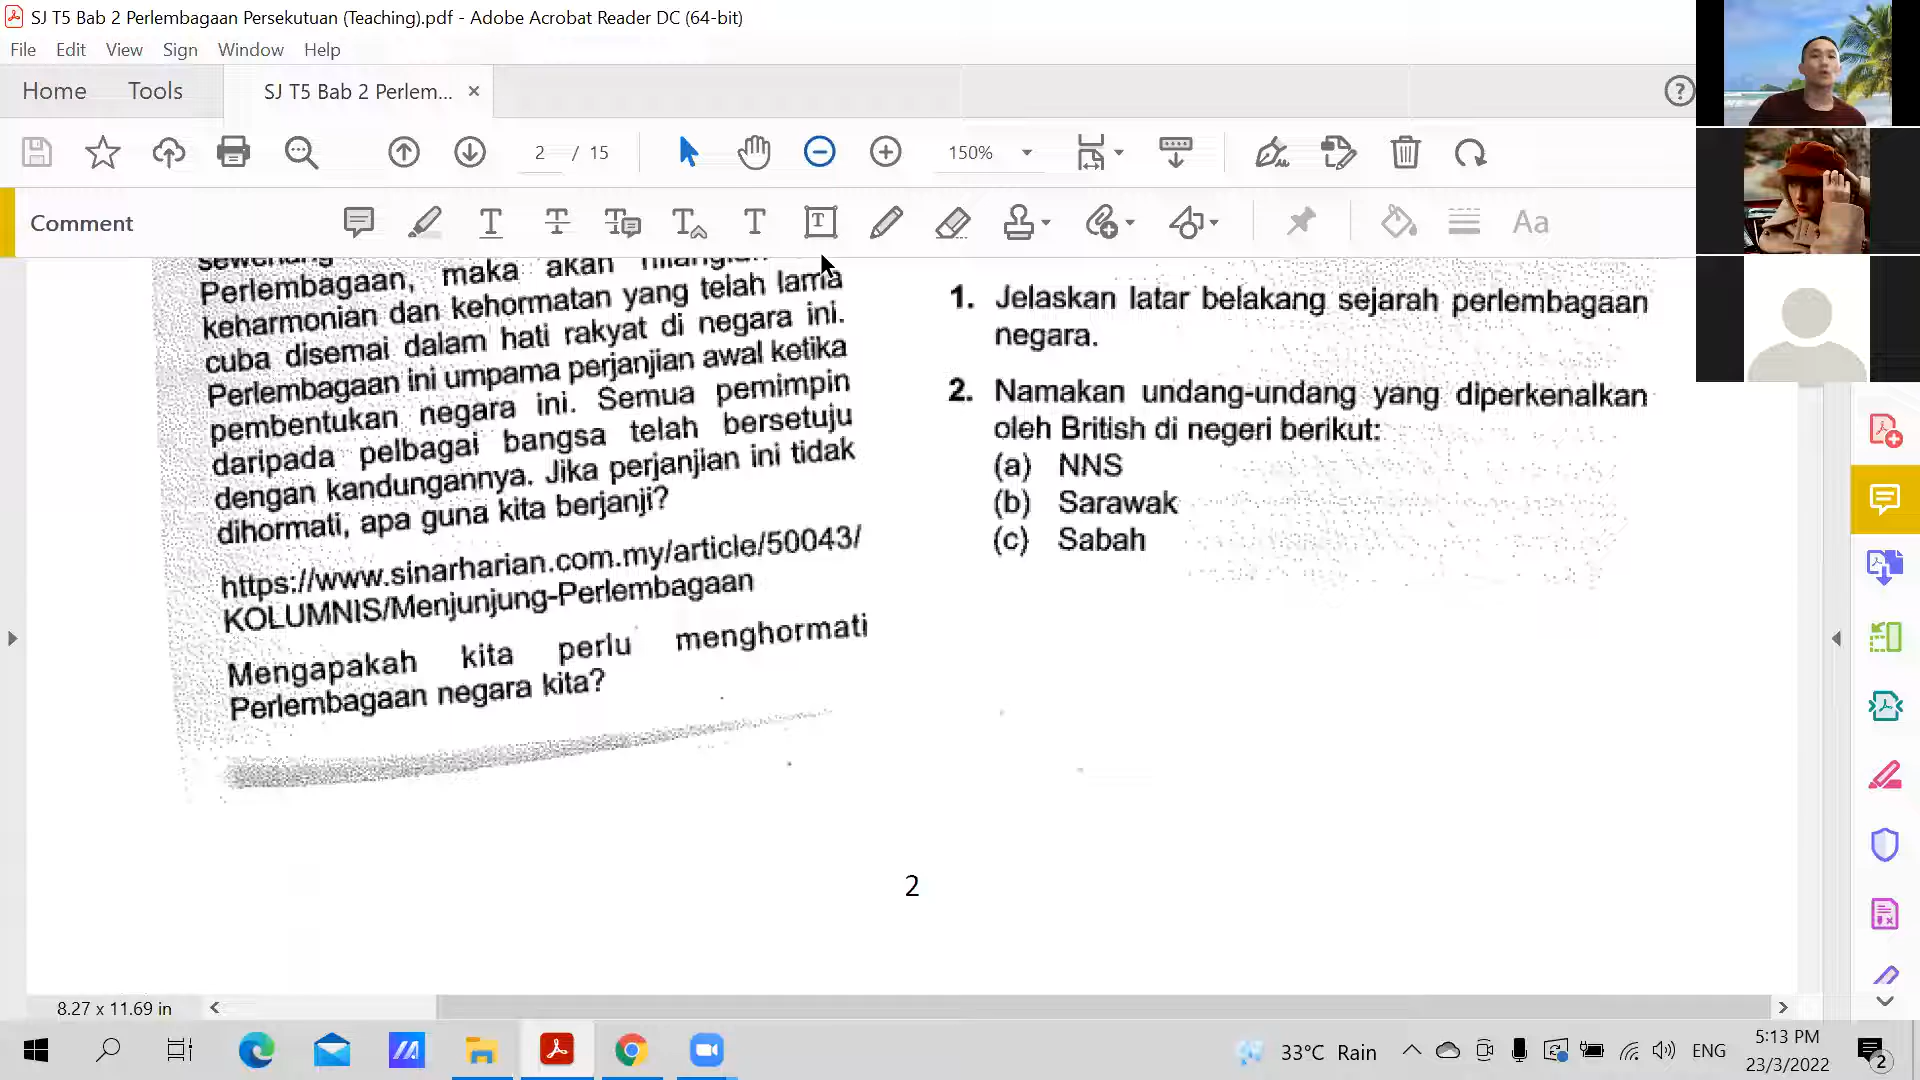 SJ T5 Bab 2 Perlembagaan Persekutuan (Teaching).pdf - Adobe Acrobat Reader DC (64-bit)
File Edit View Sign Window Help
Home Tools SJ T5 Bab 2 Perlem... ×
2 / 15 150%
Comment
Perlembagaan, maka akan
keharmonian dan kehormatan yang telah lama
cuba disemai dalam hati rakyat di negara ini.
Perlembagaan ini umpama perjanjian awal ketika
pembentukan negara ini. Semua pemimpin
daripada pelbagai bangsa telah bersetuju
dengan kandungannya. Jika perjanjian ini tidak
dihormati, apa guna kita berjanji?
https://www.sinarharian.com.my/article/50043/
KOLUMNIS/Menjunjung-Perlembagaan
Mengapakah kita perlu menghormati
Perlembagaan negara kita?
1. Jelaskan latar belakang sejarah perlembagaan
negara.
2. Namakan undang-undang yang diperkenalkan
oleh British di negeri berikut:
(a) NNS
(b) Sarawak
(c) Sabah
2
8.27 x 11.69 in
33°C Rain ENG
5:13 PM
23/3/2022
2